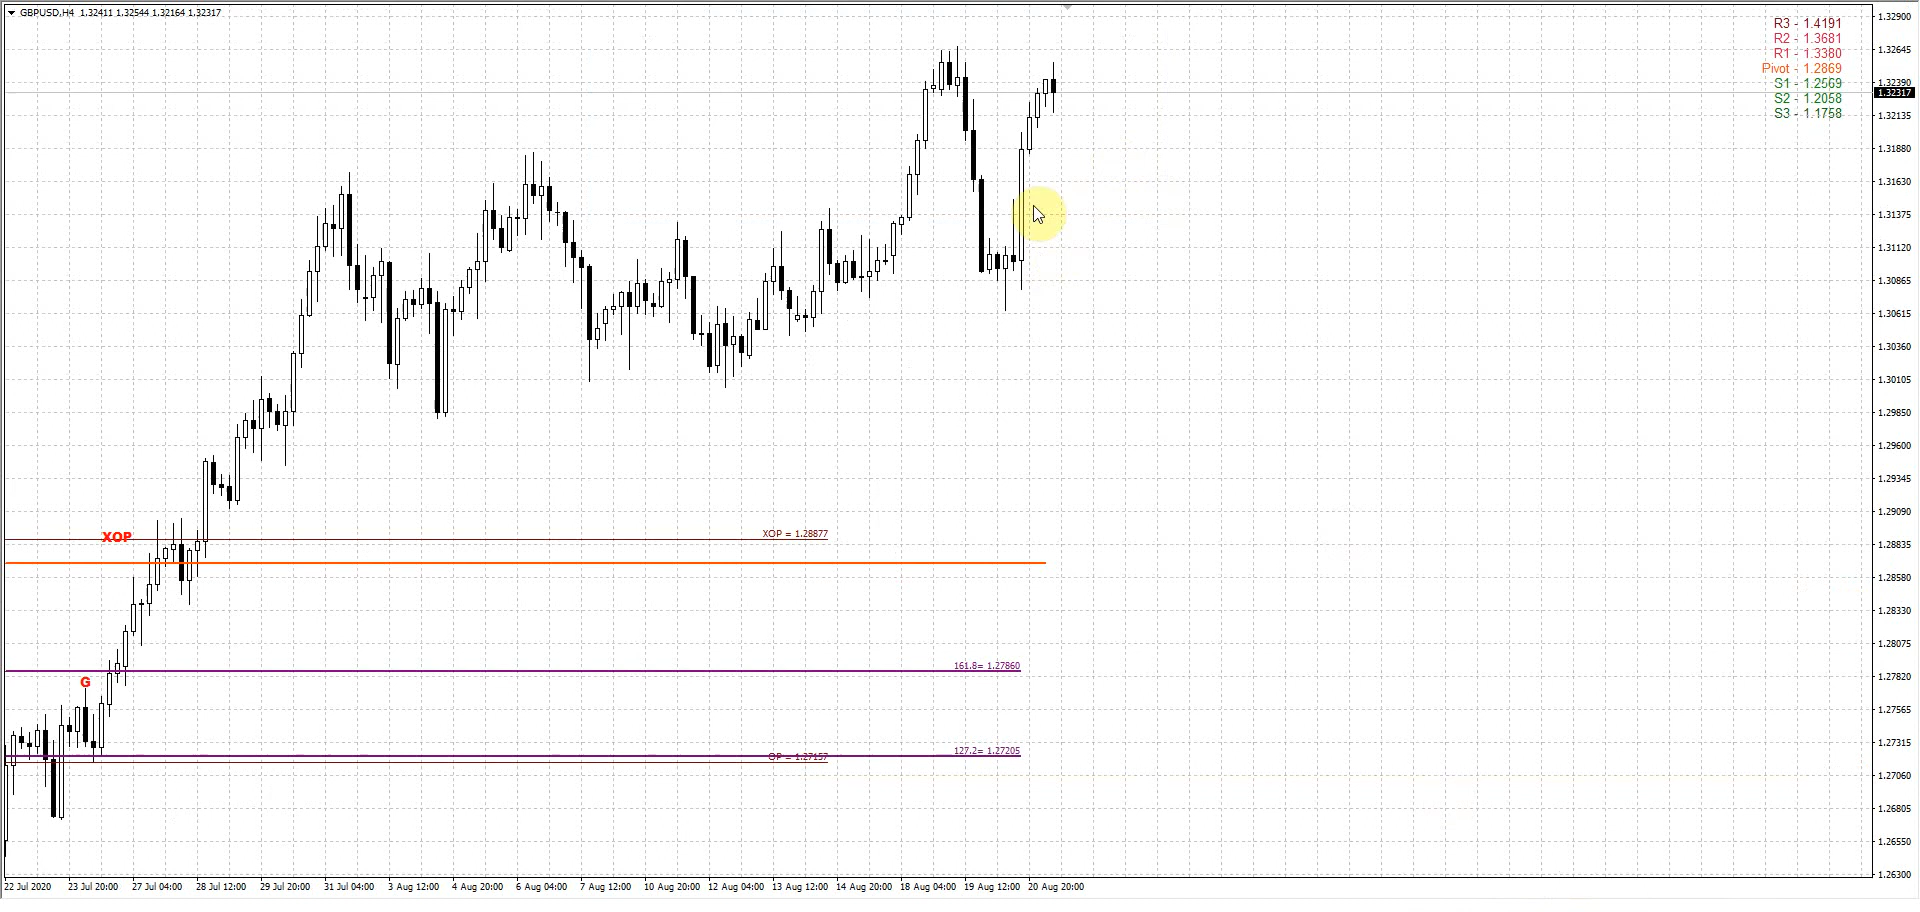 GBPUSD,H4 1.32411 1.32544 1.32164 1.32317
R3 - 1.4191
R2 - 1.3681
R1 - 1.3380
Pivot - 1.2869
S1 - 1.2569
S2 - 1.2058
S3 - 1.1758
1.32900
1.32645
1.32390
1.32317
1.32135
1.31880
1.31630
1.31375
1.31120
1.30865
1.30615
1.30360
1.30105
1.29850
1.29600
1.29345
1.29090
1.28835
1.28580
1.28330
1.28075
1.27820
1.27565
1.27315
1.27060
1.26805
1.26550
1.26300
XOP
XOP = 1.28877
161.8= 1.27860
G
127.2= 1.27205
OP = 1.27157
22 Jul 2020
23 Jul 20:00
27 Jul 04:00
28 Jul 12:00
29 Jul 20:00
31 Jul 04:00
3 Aug 12:00
4 Aug 20:00
6 Aug 04:00
7 Aug 12:00
10 Aug 20:00
12 Aug 04:00
13 Aug 12:00
14 Aug 20:00
18 Aug 04:00
19 Aug 12:00
20 Aug 20:00